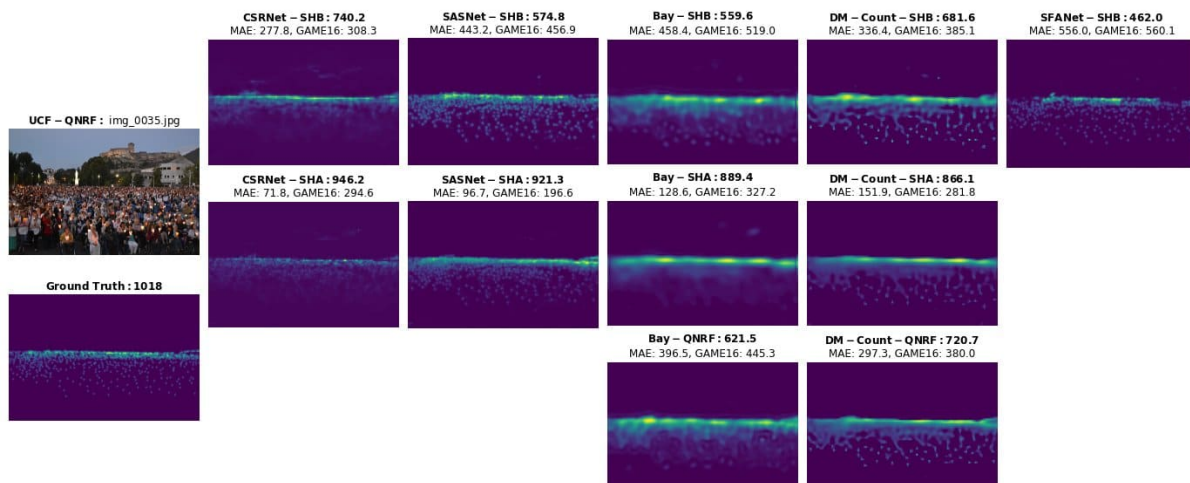 CSRNet−SHB: 740.2
MAE: 277.8, GAME16: 308.3
SASNet−SHB: 574.8
MAE: 443.2, GAME16: 456.9
Bay−SHB: 559.6
MAE: 458.4, GAME16: 519.0
DM−Count−SHB: 681.6
MAE: 336.4, GAME16: 385.1
SFANet−SHB: 462.0
MAE: 556.0, GAME16: 560.1
UCF−QNRF: img_0035.jpg
CSRNet−SHA: 946.2
MAE: 71.8, GAME16: 294.6
SASNet−SHA: 921.3
MAE: 96.7, GAME16: 196.6
Bay−SHA: 889.4
MAE: 128.6, GAME16: 327.2
DM−Count−SHA: 866.1
MAE: 151.9, GAME16: 281.8
Ground Truth: 1018
Bay−QNRF: 621.5
MAE: 396.5, GAME16: 445.3
DM−Count−QNRF: 720.7
MAE: 297.3, GAME16: 380.0